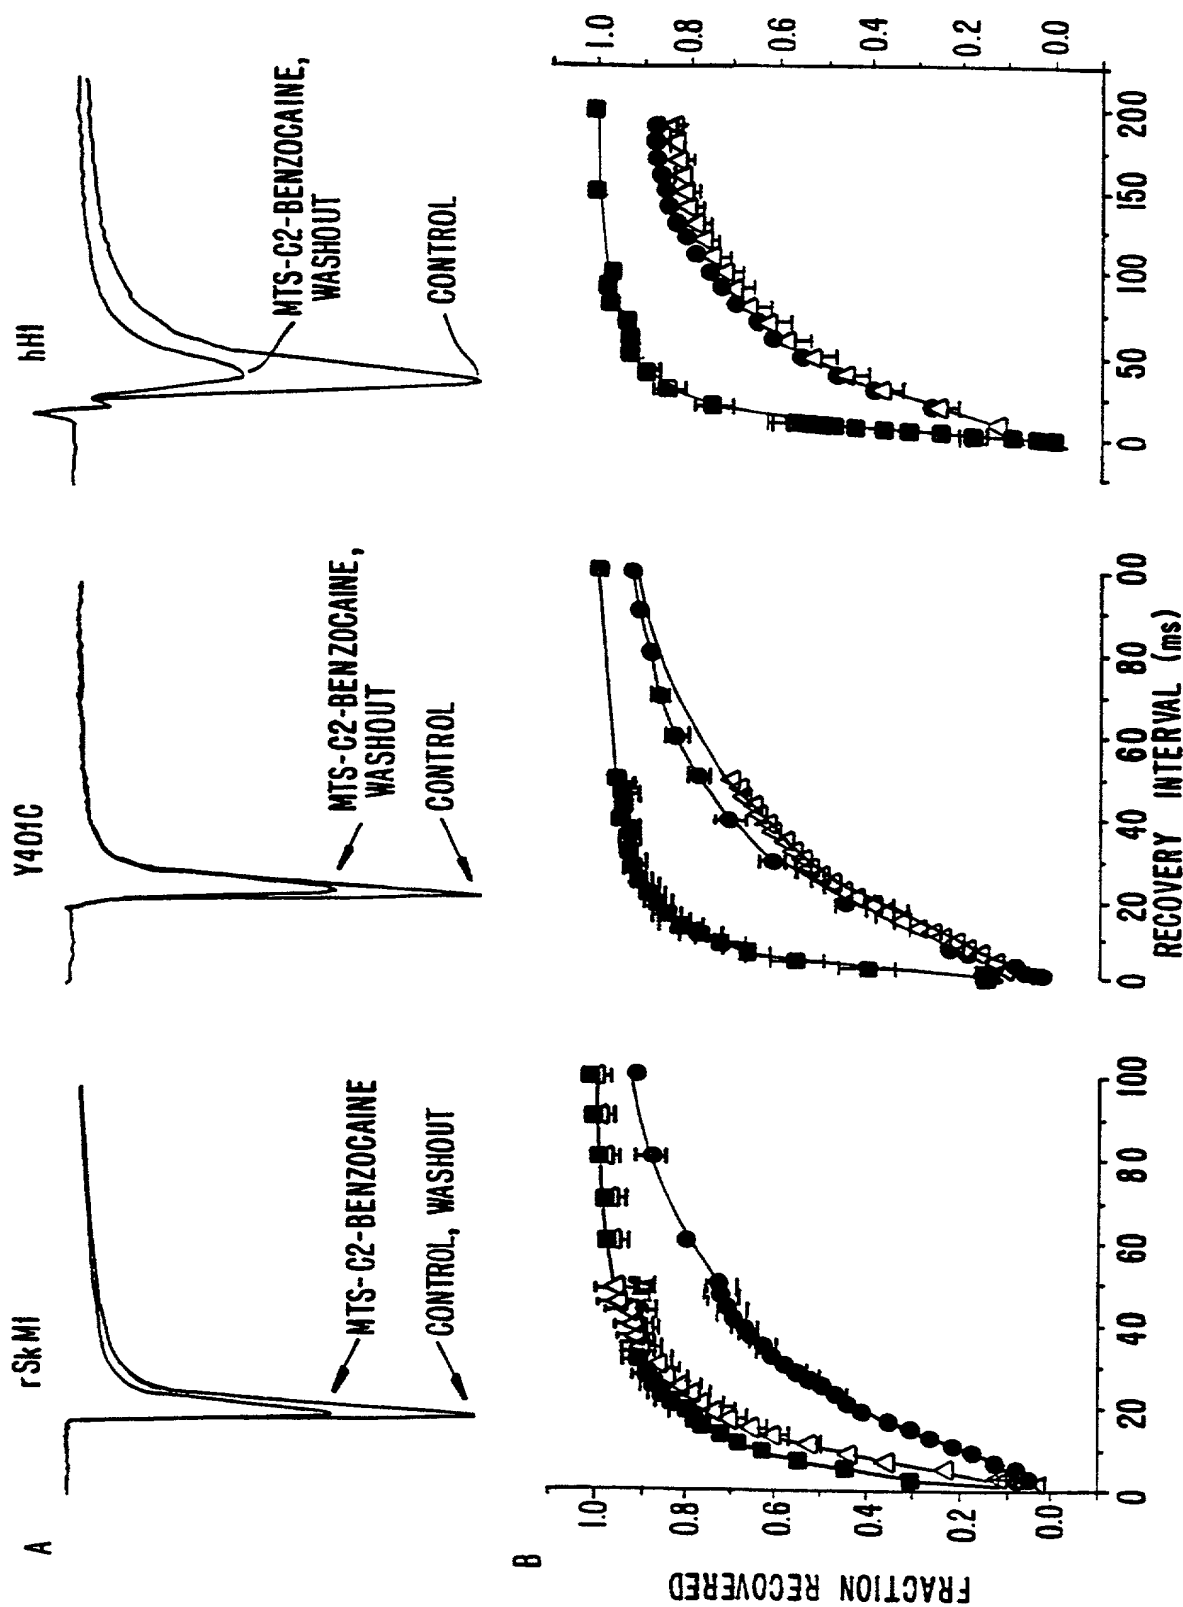 A
rSkM1
MTS-C2-BENZOCAINE
CONTROL, WASHOUT
Y401C
MTS-C2-BENZOCAINE,
WASHOUT
CONTROL
hH1
MTS-C2-BENZOCAINE,
WASHOUT
CONTROL
B
FRACTION RECOVERED
1.0
0.8
0.6
0.4
0.2
0.0
0 20 40 60 80 100
0 20 40 60 80 00
RECOVERY INTERVAL (ms)
0 50 100 150 200
1.0
0.8
0.6
0.4
0.2
0.0